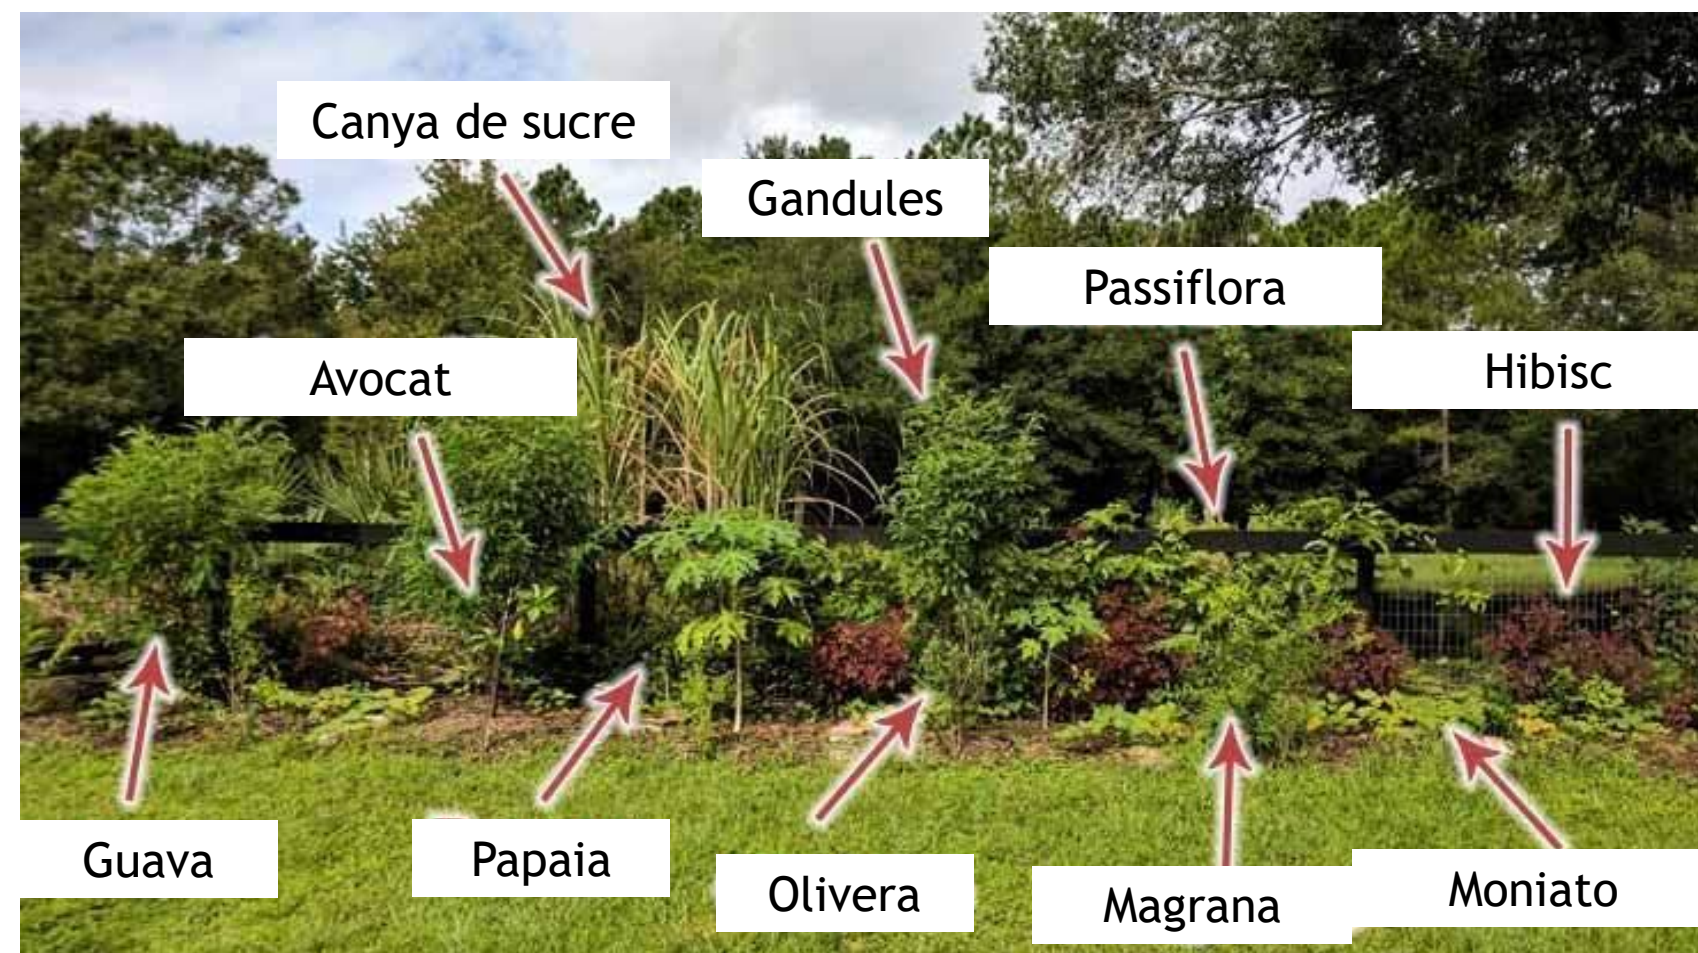 Canya de sucre
Gandules
Passiflora
Hibisc
Avocat
Guava
Papaia
Olivera
Magrana
Moniato